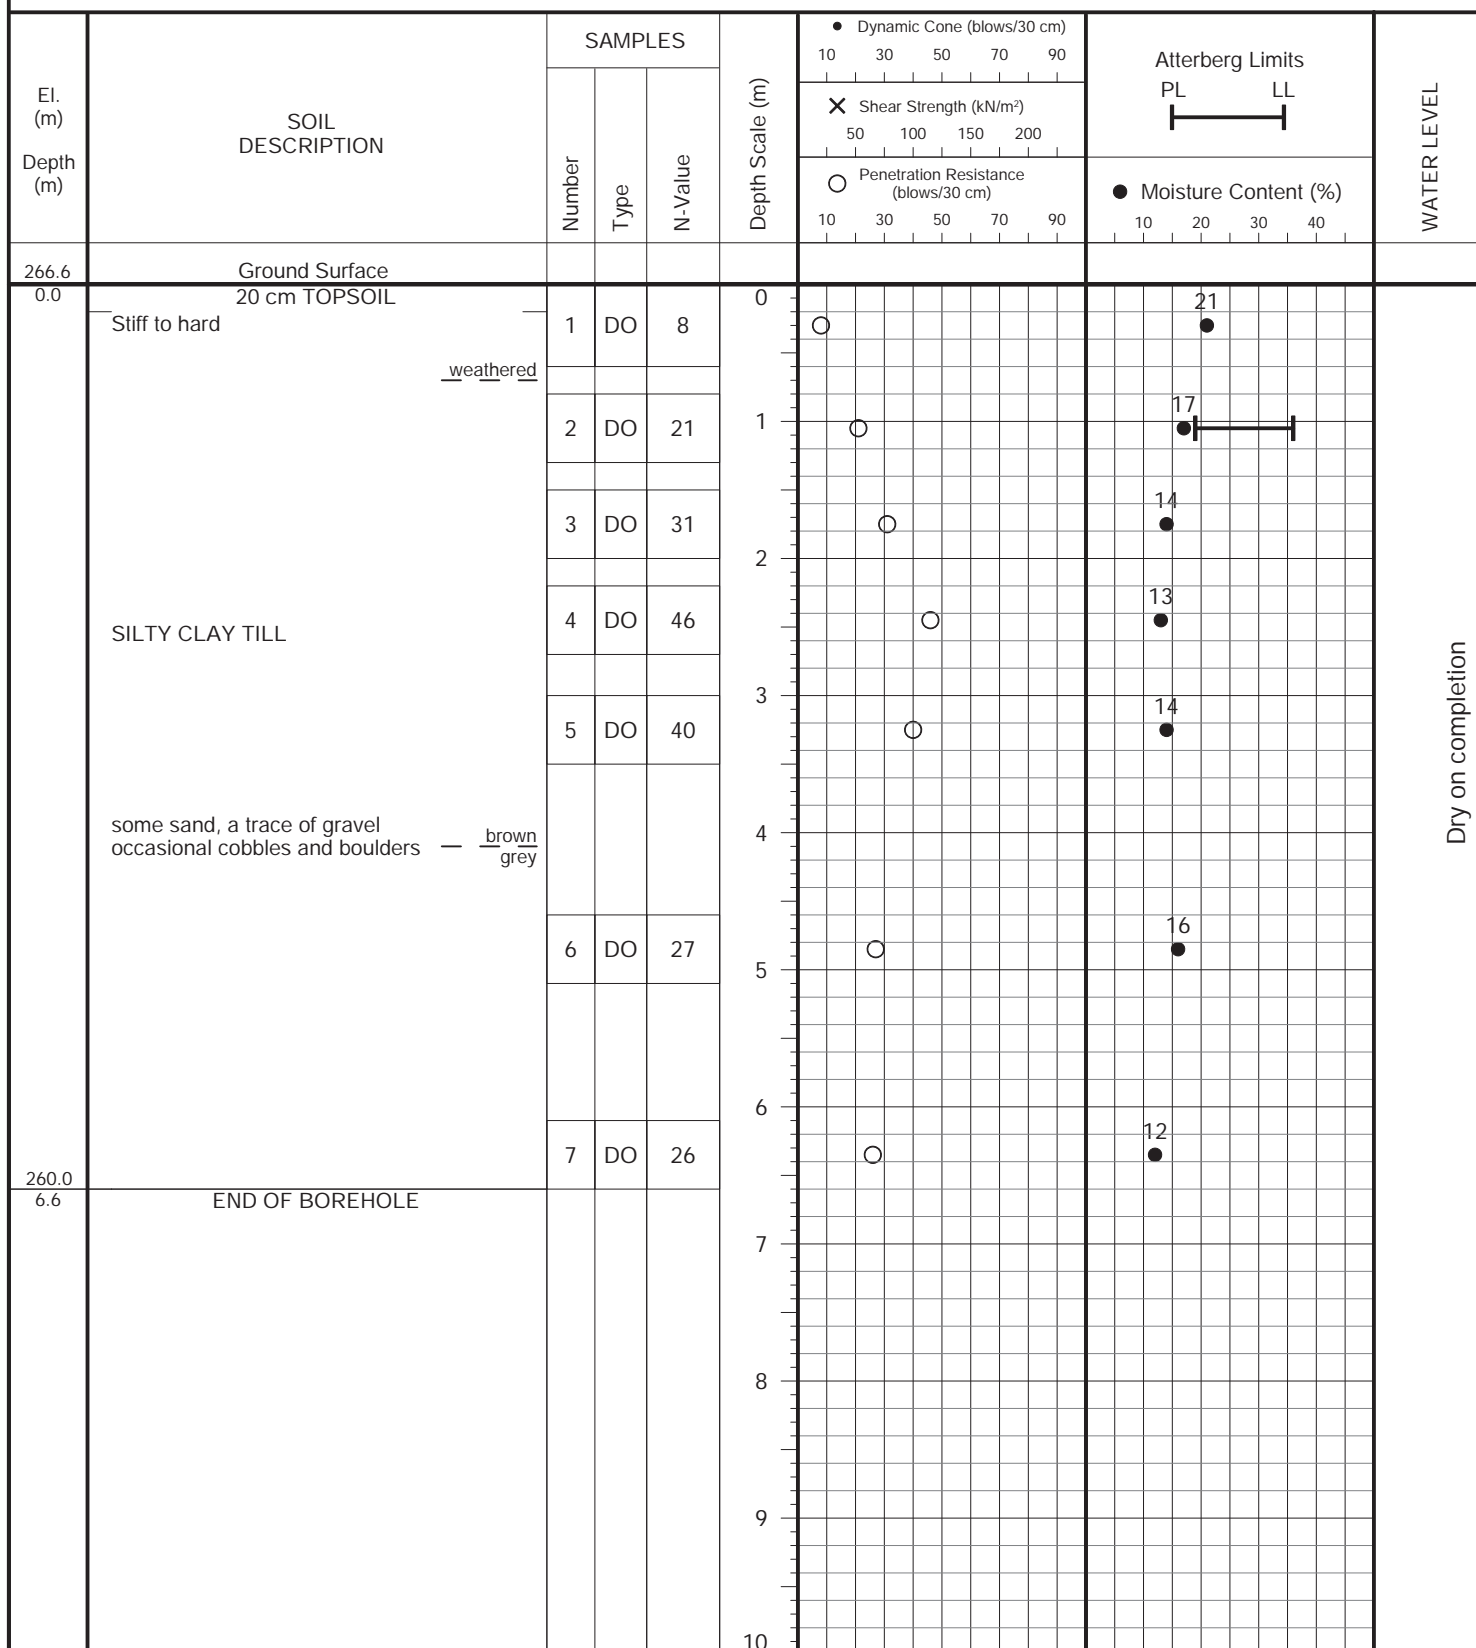 El.
(m)
Depth
(m)
SOIL
DESCRIPTION
SAMPLES
Number
Type
N-Value
Depth Scale (m)
Dynamic Cone (blows/30 cm)
10 30 50 70 90
Shear Strength (kN/m²)
50 100 150 200
Penetration Resistance
(blows/30 cm)
10 30 50 70 90
Atterberg Limits
PL LL
Moisture Content (%)
10 20 30 40
WATER LEVEL
266.6 Ground Surface
0.0 20 cm TOPSOIL 0 21
Stiff to hard 1 DO 8
weathered
17
2 DO 21 1
14
3 DO 31
2
13
4 DO 46
SILTY CLAY TILL
3
14
5 DO 40
Dry on completion
some sand, a trace of gravel brown 4
occasional cobbles and boulders grey
16
6 DO 27
5
6
12
7 DO 26
260.0
6.6 END OF BOREHOLE
7
8
9
10